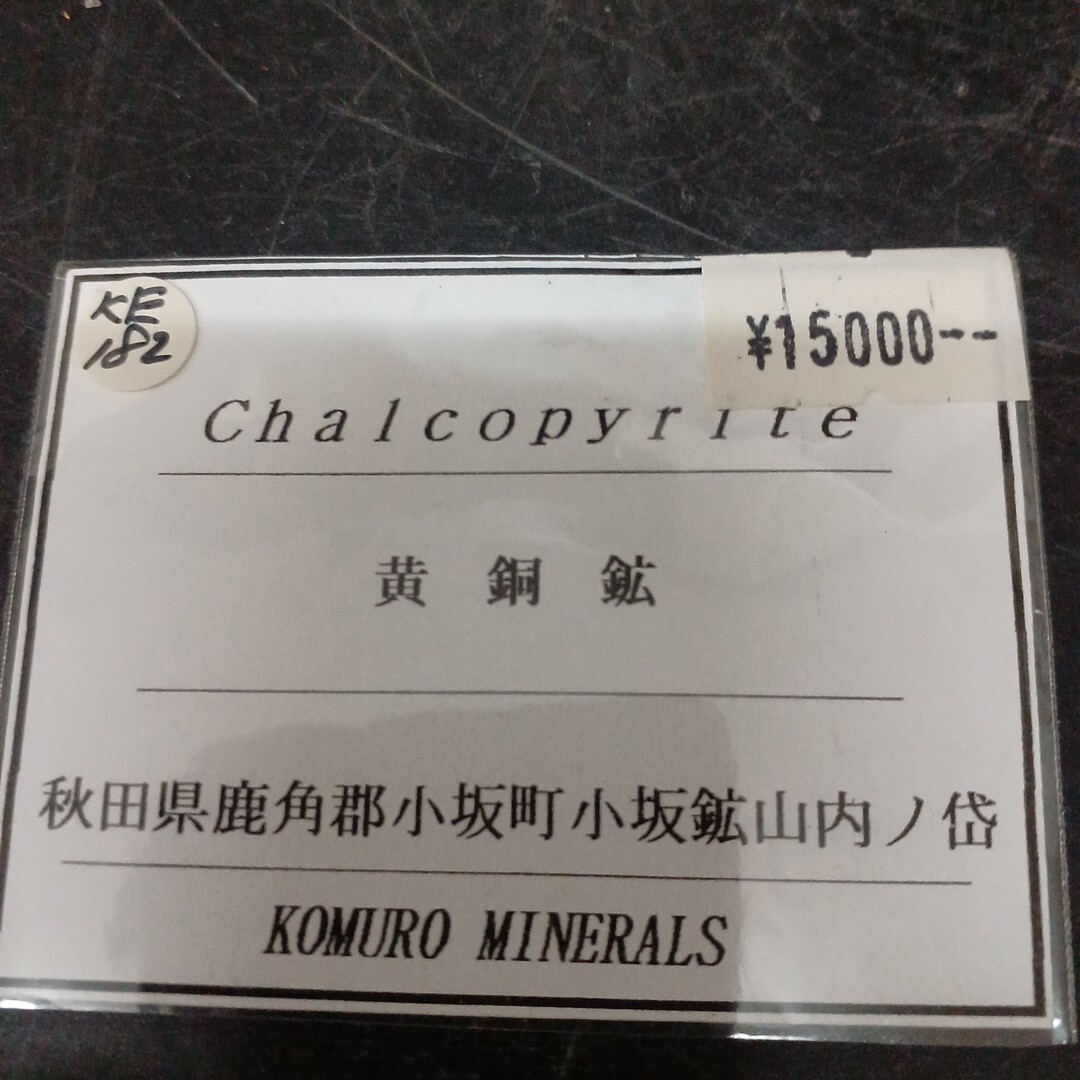 KE
182
¥15000--
Chalcopyrite
黄銅鉱
秋田県鹿角郡小坂町小坂鉱山内ノ岱
KOMURO MINERALS